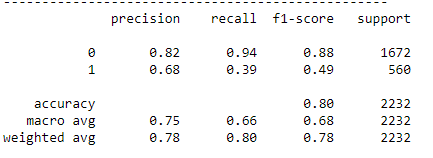 precision recall f1-score support
0 0.82 0.94 0.88 1672
1 0.68 0.39 0.49 560
accuracy 0.80 2232
macro avg 0.75 0.66 0.68 2232
weighted avg 0.78 0.80 0.78 2232